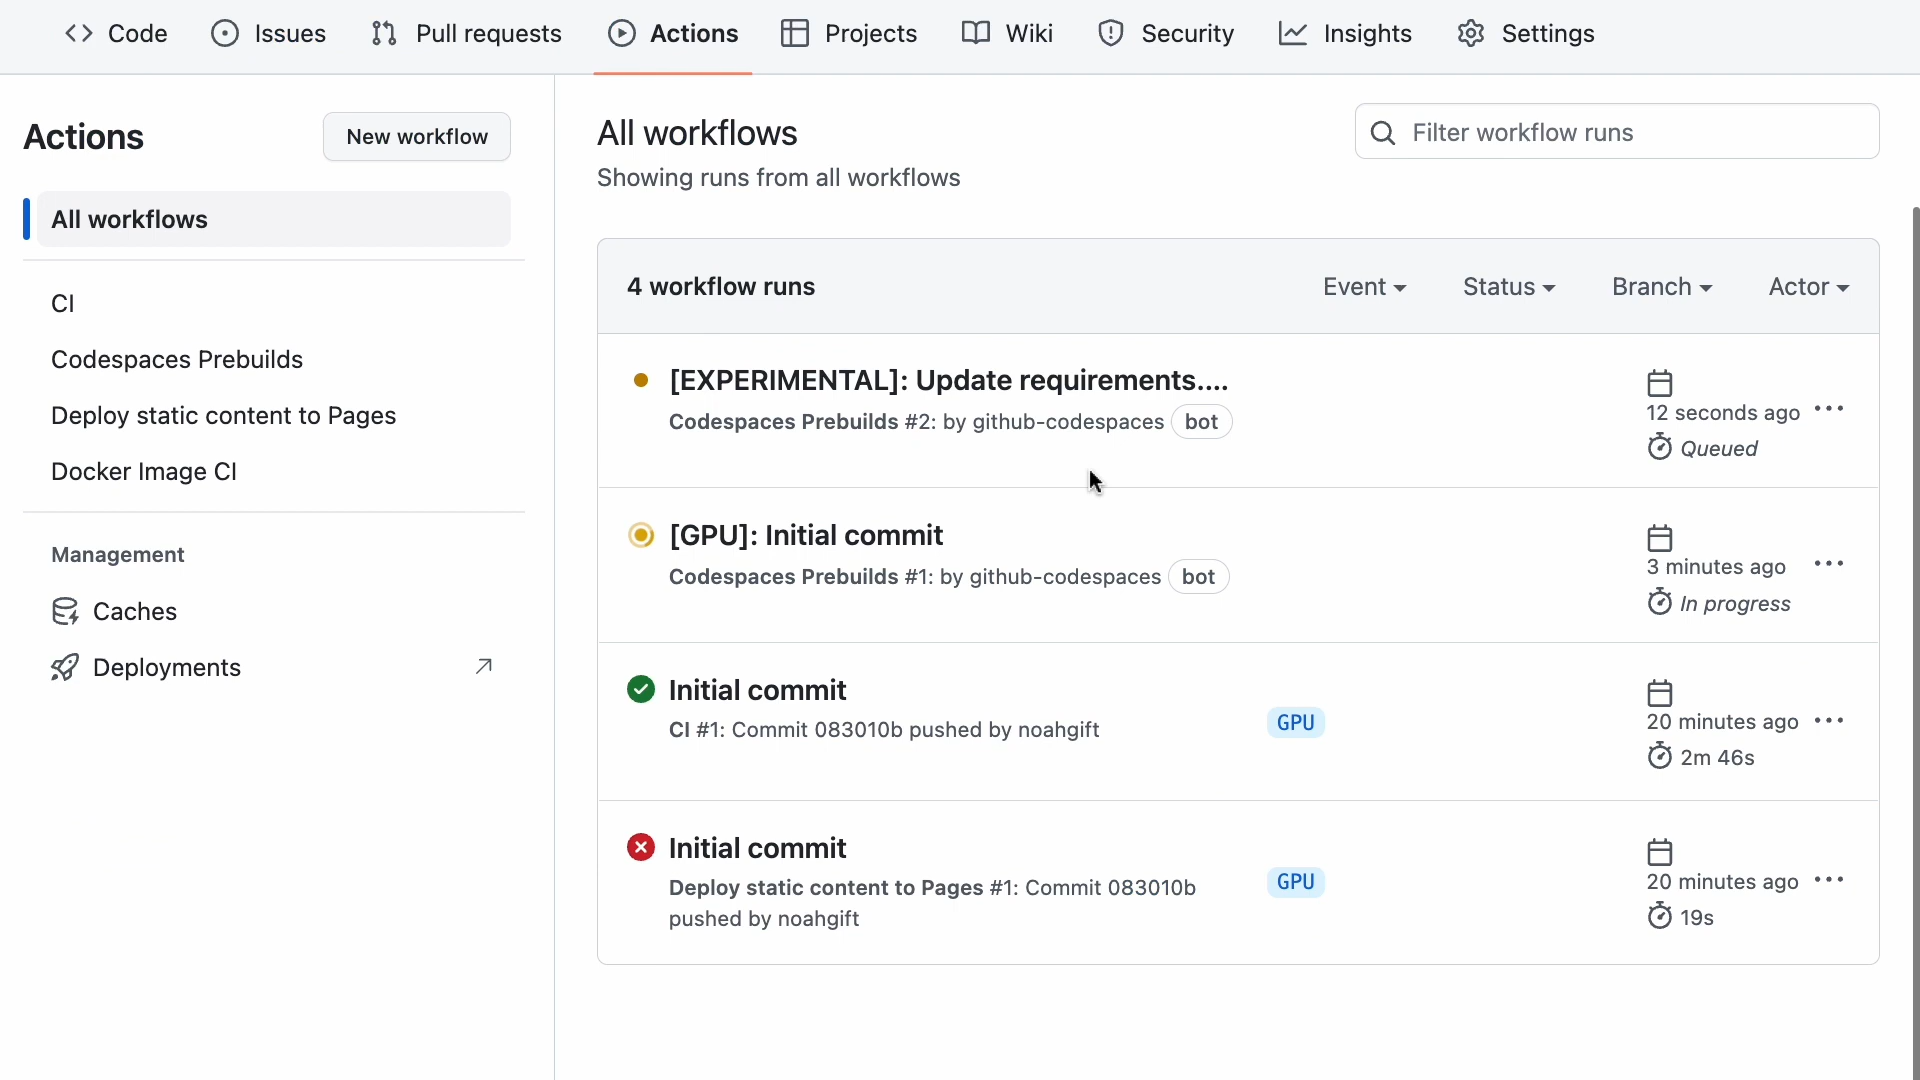 Code Issues Pull requests Actions Projects Wiki Security Insights Settings
Actions
New workflow
All workflows
CI
Codespaces Prebuilds
Deploy static content to Pages
Docker Image CI
Management
Caches
Deployments
All workflows
Showing runs from all workflows
Filter workflow runs
4 workflow runs
Event Status Branch Actor
[EXPERIMENTAL]: Update requirements....
Codespaces Prebuilds #2: by github-codespaces bot
12 seconds ago
Queued
[GPU]: Initial commit
Codespaces Prebuilds #1: by github-codespaces bot
3 minutes ago
In progress
Initial commit
CI #1: Commit 083010b pushed by noahgift
GPU
20 minutes ago
2m 46s
Initial commit
Deploy static content to Pages #1: Commit 083010b
pushed by noahgift
GPU
20 minutes ago
19s